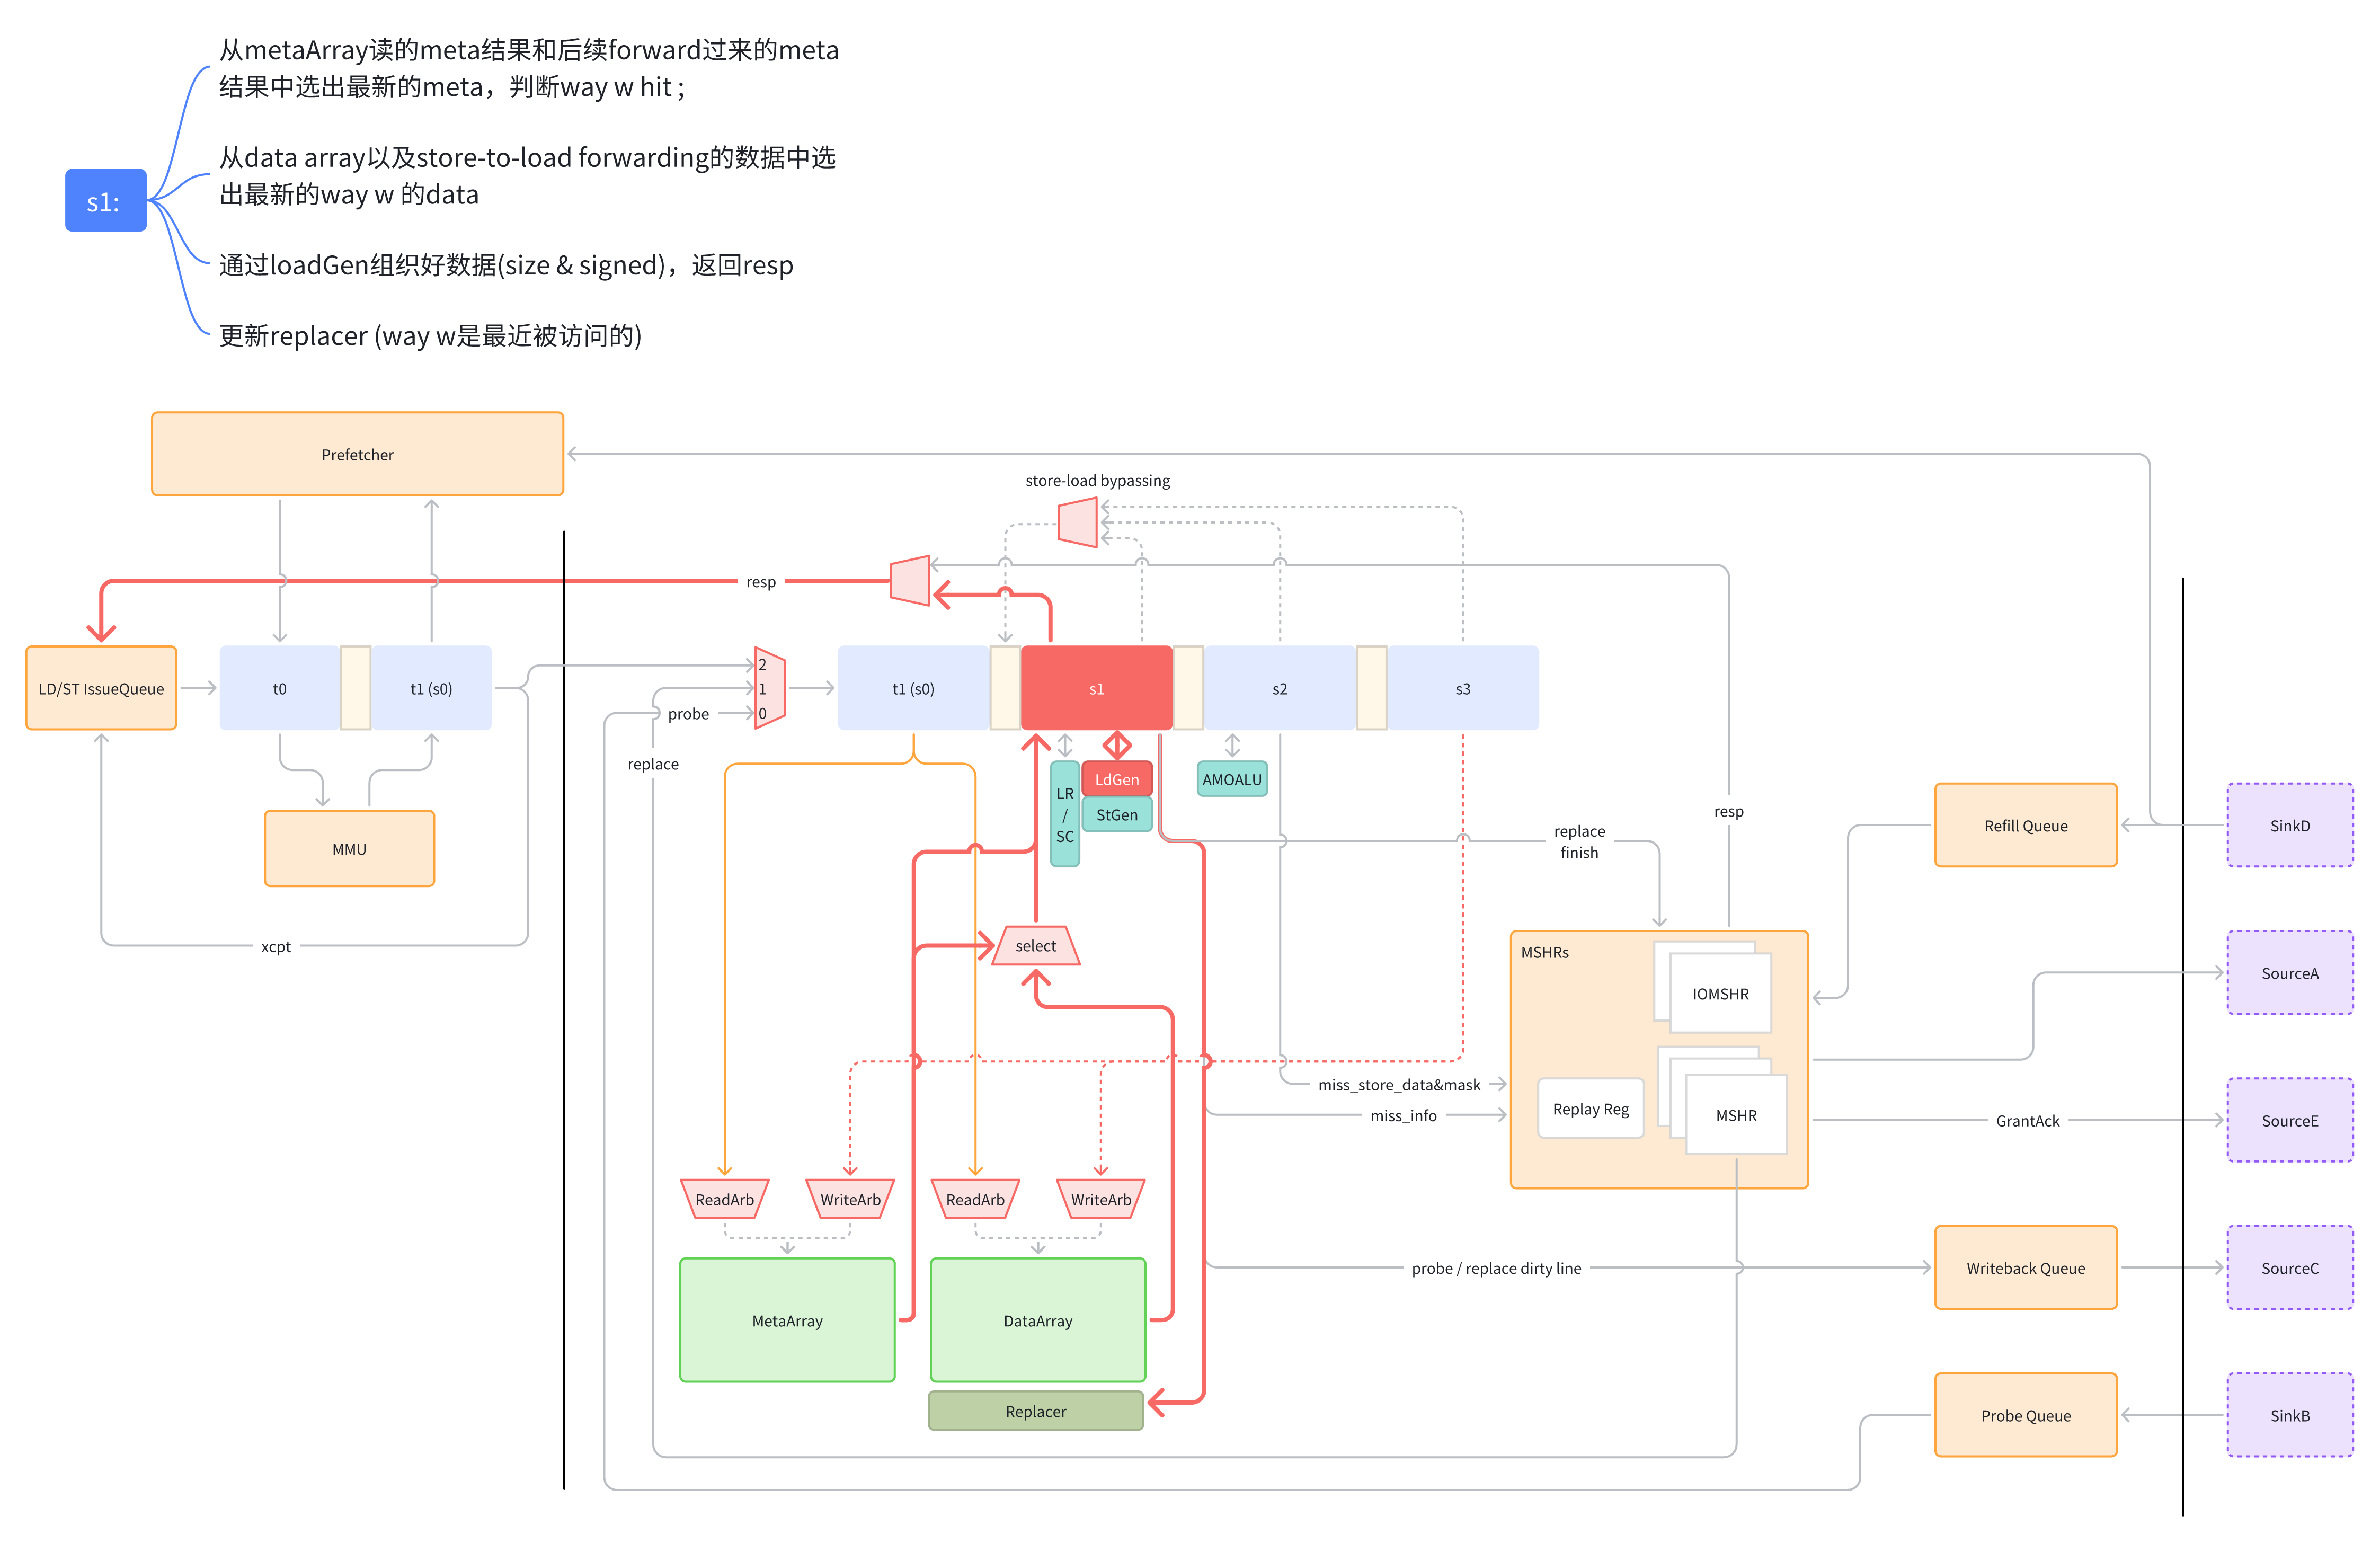 从metaArray读的meta结果和后续forward过来的meta
结果中选出最新的meta，判断way w hit ;
从data array以及store-to-load forwarding的数据中选
出最新的way w 的data
s1:
通过loadGen组织好数据(size & signed)，返回resp
更新replacer (way w是最近被访问的)
Prefetcher
store-load bypassing
resp
LD/ST IssueQueue
t0
t1 (s0)
2
1
0
probe
replace
t1 (s0)
s1
s2
s3
MMU
xcpt
LR
/
SC
LdGen
StGen
AMOALU
replace
finish
resp
Refill Queue
SinkD
select
MSHRs
IOMSHR
SourceA
miss_store_data&mask
miss_info
Replay Reg
MSHR
GrantAck
SourceE
ReadArb
WriteArb
ReadArb
WriteArb
probe / replace dirty line
Writeback Queue
SourceC
MetaArray
DataArray
Replacer
Probe Queue
SinkB